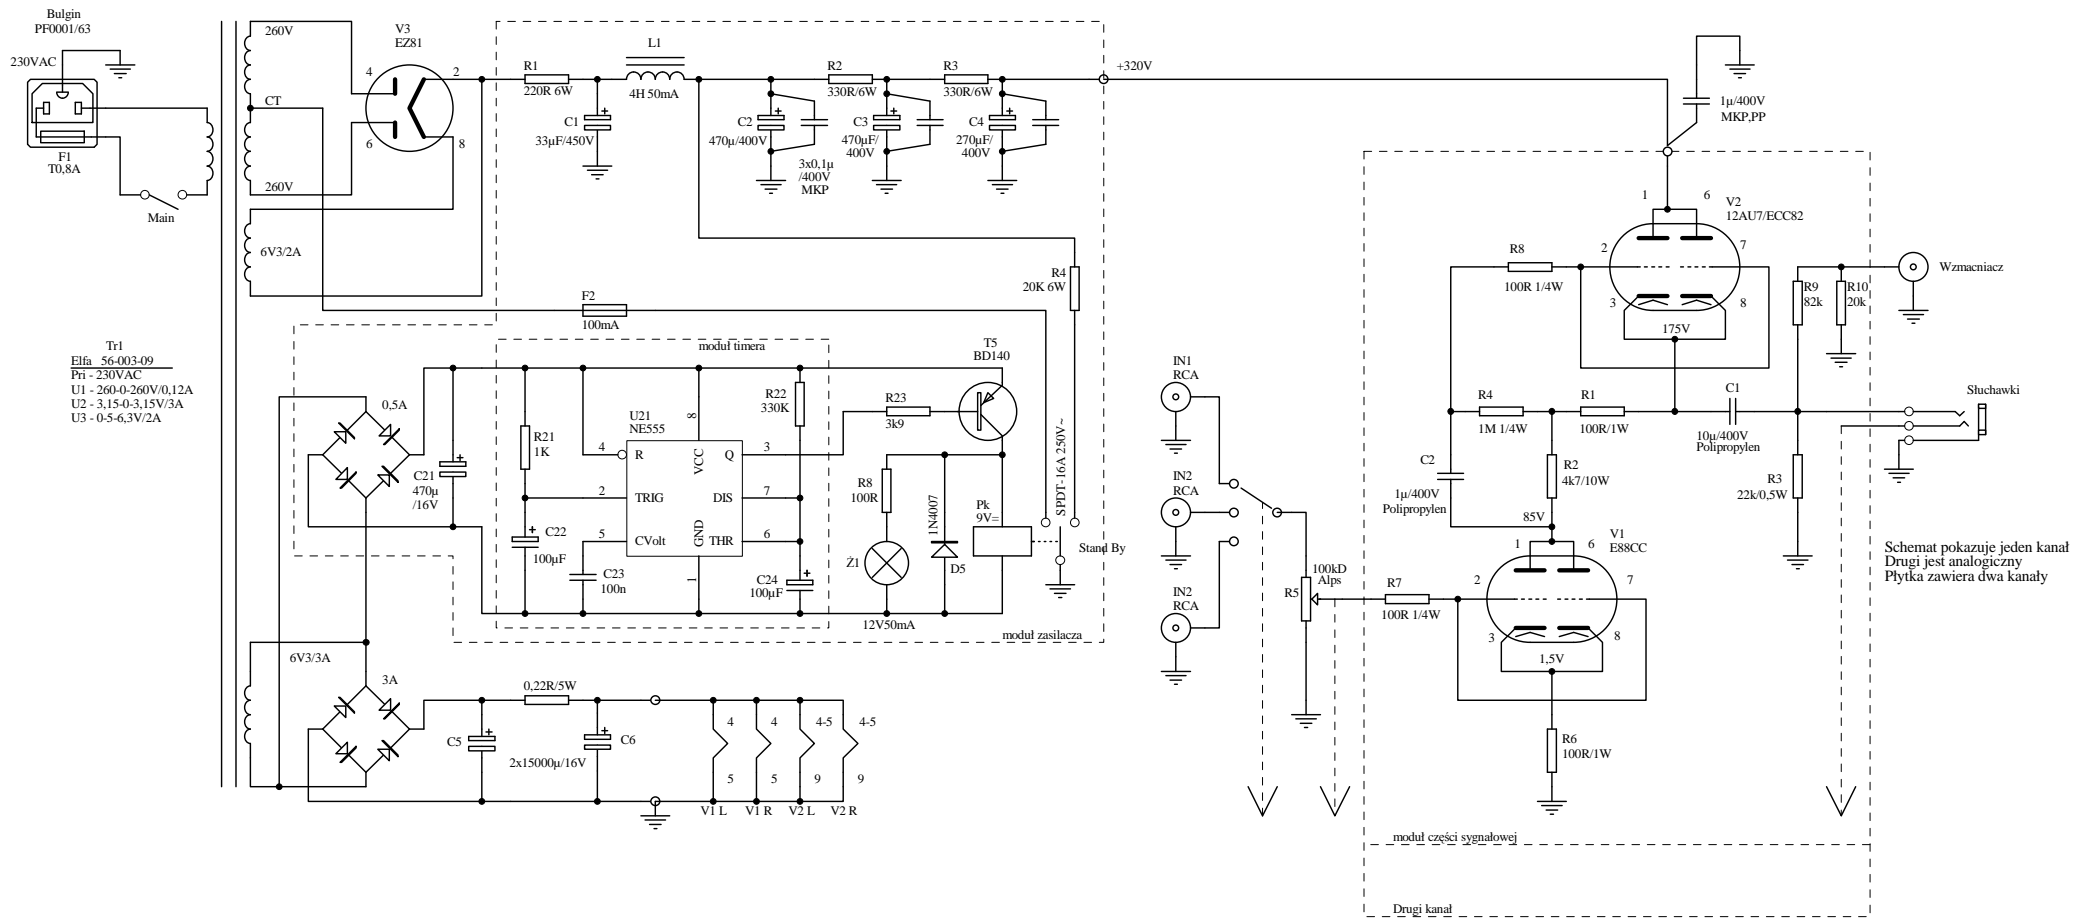 Bulgin
PF0001/63
230VAC
F1
T0,8A
Main
260V
CT
260V
6V3/2A
V3
EZ81
4
2
6
8
Tr1
Elfa 56-003-09
Pri - 230VAC
U1 - 260-0-260V/0,12A
U2 - 3,15-0-3,15V/3A
U3 - 0-5-6,3V/2A
R1
220R 6W
L1
4H 50mA
C1
33µF/450V
R2
330R/6W
R3
330R/6W
+320V
C2
470µ/400V
3x0,1µ
/400V
MKP
C3
470µF/
400V
C4
270µF/
400V
R4
20K 6W
F2
100mA
moduł timera
0,5A
C21
470µ
/16V
R21
1K
C22
100µF
U21
NE555
4
R
8
VCC
Q
3
2
TRIG
DIS
7
5
CVolt
GND
THR
6
1
C23
100n
R22
330K
C24
100µF
R23
3k9
T5
BD140
R8
100R
Ż1
12V50mA
1N4007
D5
Pk
9V=
SPDT-16A 250V~
Stand By
moduł zasilacza
6V3/3A
3A
C5
0,22R/5W
C6
2x15000µ/16V
4
4
4-5
4-5
5
5
9
9
V1 L
V1 R
V2 L
V2 R
IN1
RCA
IN2
RCA
IN2
RCA
100kD
Alps
R5
R7
100R 1/4W
1µ/400V
MKP,PP
1
6
V2
12AU7/ECC82
2
7
3
8
175V
R8
100R 1/4W
R9
82k
R10
20k
Wzmacniacz
R4
1M 1/4W
R1
100R/1W
C1
10µ/400V
Polipropylen
Słuchawki
C2
1µ/400V
Polipropylen
R2
4k7/10W
R3
22k/0,5W
85V
V1
E88CC
1
6
2
7
3
8
1,5V
R6
100R/1W
Schemat pokazuje jeden kanał
Drugi jest analogiczny
Płytka zawiera dwa kanały
moduł części sygnałowej
Drugi kanał